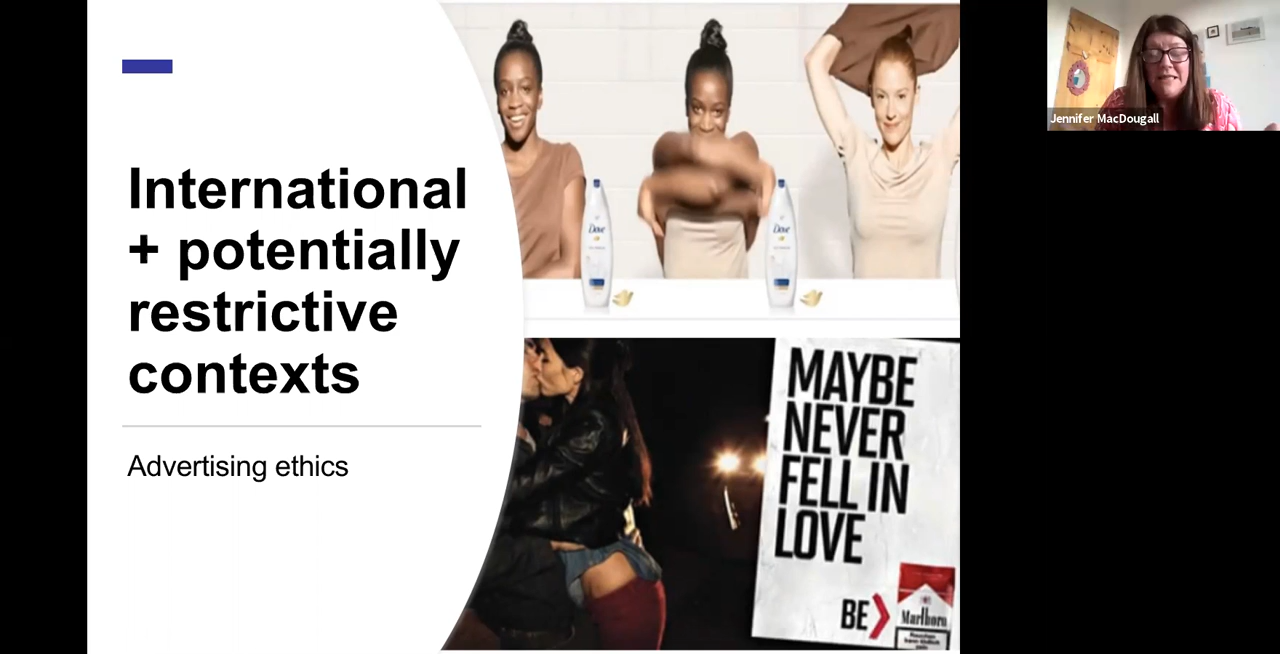 International
+ potentially
restrictive
contexts
Advertising ethics
Dove
Dove
MAYBE
NEVER
FELL IN
LOVE
BE
Marlboro
Jennifer MacDougall